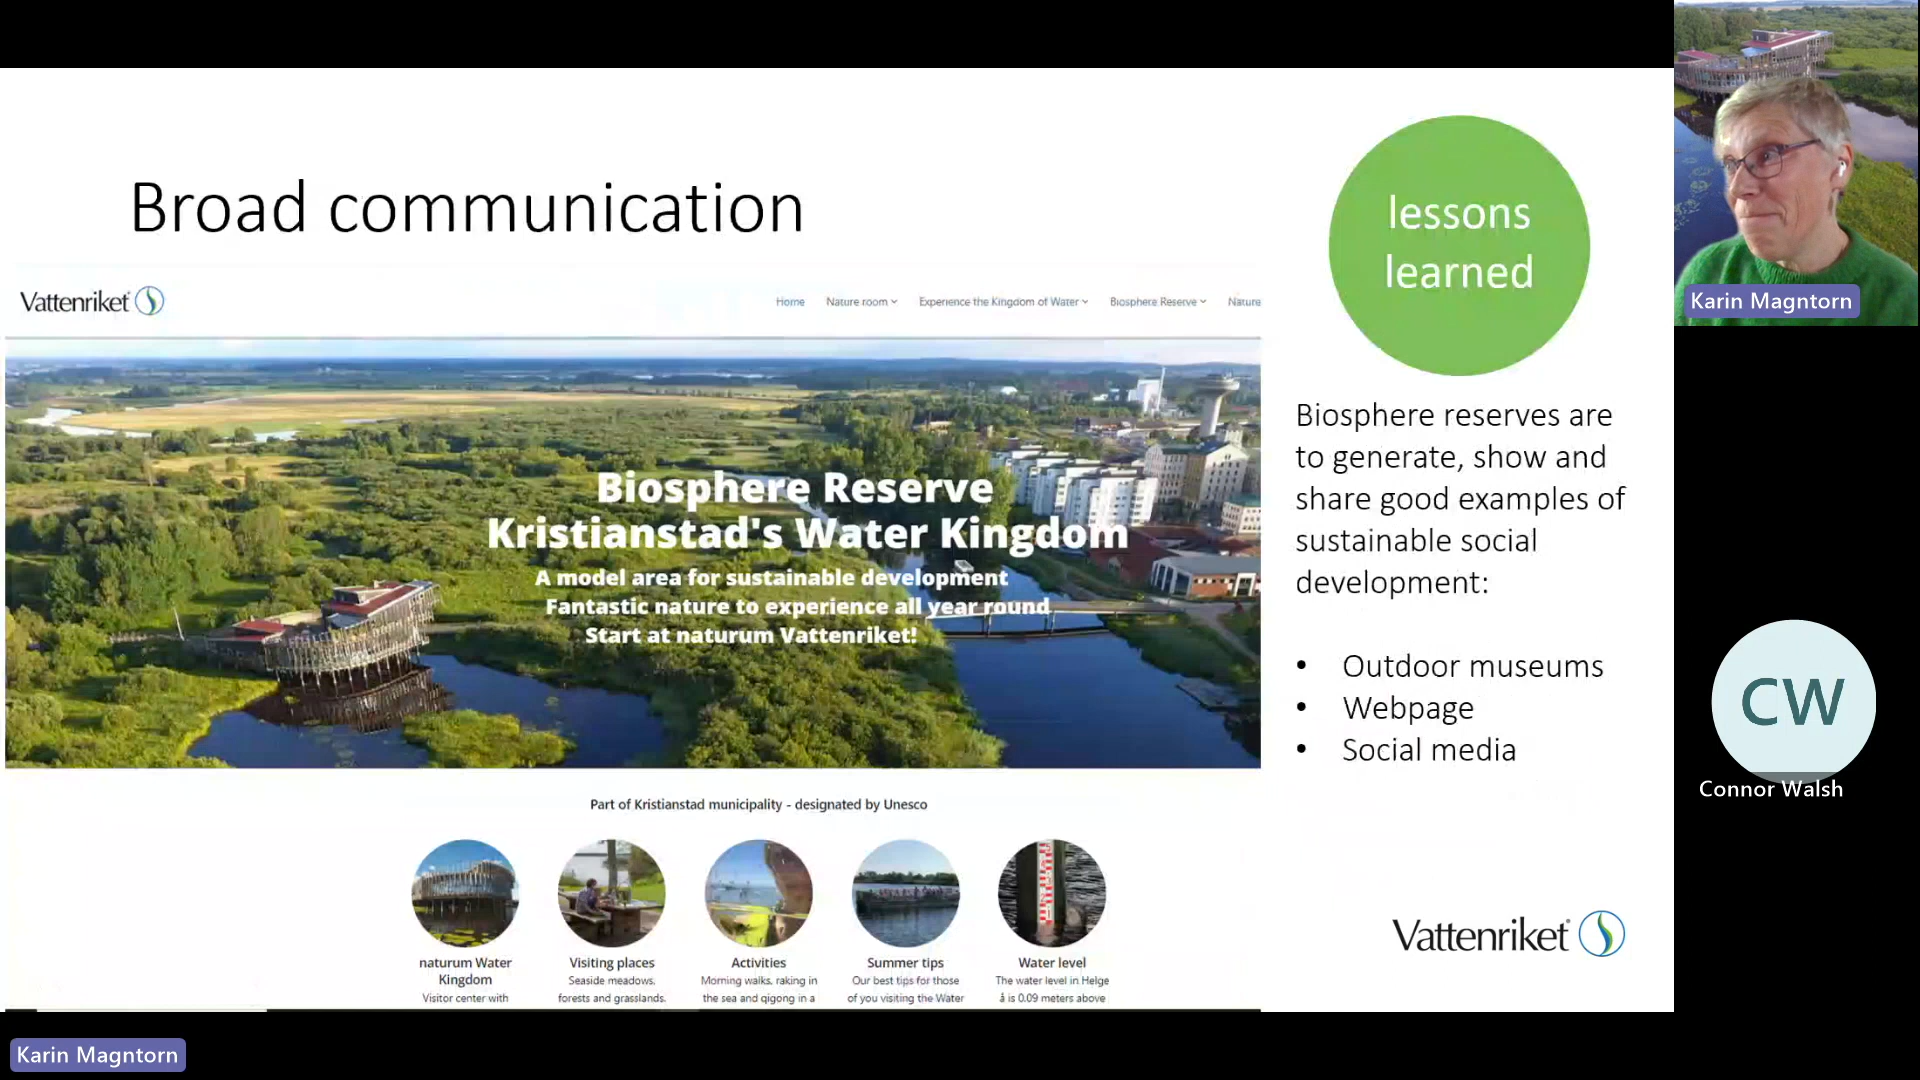 Broad communication
lessons
learned
Vattenriket
Home Nature room Experience the Kingdom of Water Biosphere Reserve Nature
Biosphere Reserve
Kristianstad's Water Kingdom
A model area for sustainable development
Fantastic nature to experience all year round
Start at naturum Vattenriket!
Part of Kristianstad municipality - designated by Unesco
naturum Water
Kingdom
Visitor center with
Visiting places
Seaside meadows,
forests and grasslands.
Activities
Morning walks, raking in
the sea and qigong in a
Summer tips
Our best tips for those
of you visiting the Water
Water level
The water level in Helge
å is 0.09 meters above
Biosphere reserves are
to generate, show and
share good examples of
sustainable social
development:
• Outdoor museums
• Webpage
• Social media
Vattenriket
Karin Magntorn
CW
Connor Walsh
Karin Magntorn